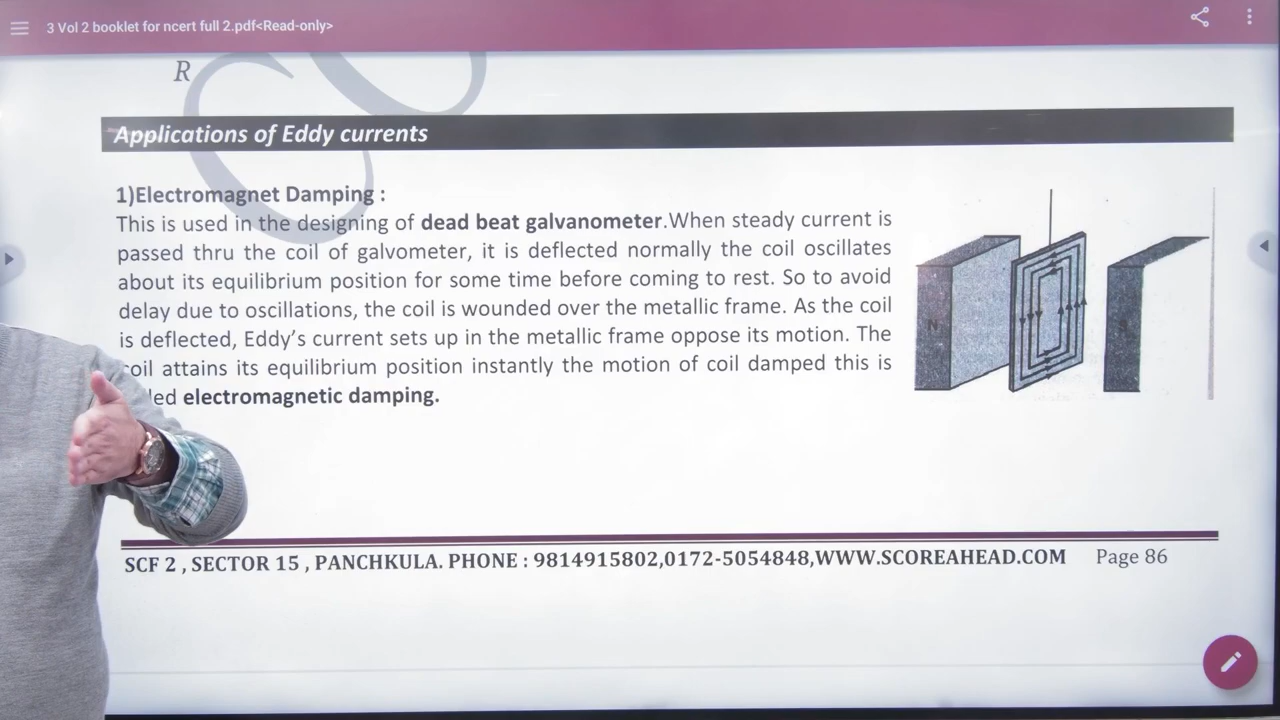 3 Vol 2 booklet for ncert full 2.pdf<Read-only>
R
Applications of Eddy currents
1)Electromagnet Damping :
This is used in the designing of dead beat galvanometer.When steady current is
passed thru the coil of galvometer, it is deflected normally the coil oscillates
about its equilibrium position for some time before coming to rest. So to avoid
delay due to oscillations, the coil is wounded over the metallic frame. As the coil
is deflected, Eddy's current sets up in the metallic frame oppose its motion. The
oil attains its equilibrium position instantly the motion of coil damped this is
led electromagnetic damping.
N
S
SCF 2 , SECTOR 15 , PANCHKULA. PHONE : 9814915802,0172-5054848,WWW.SCOREAHEAD.COM Page 86